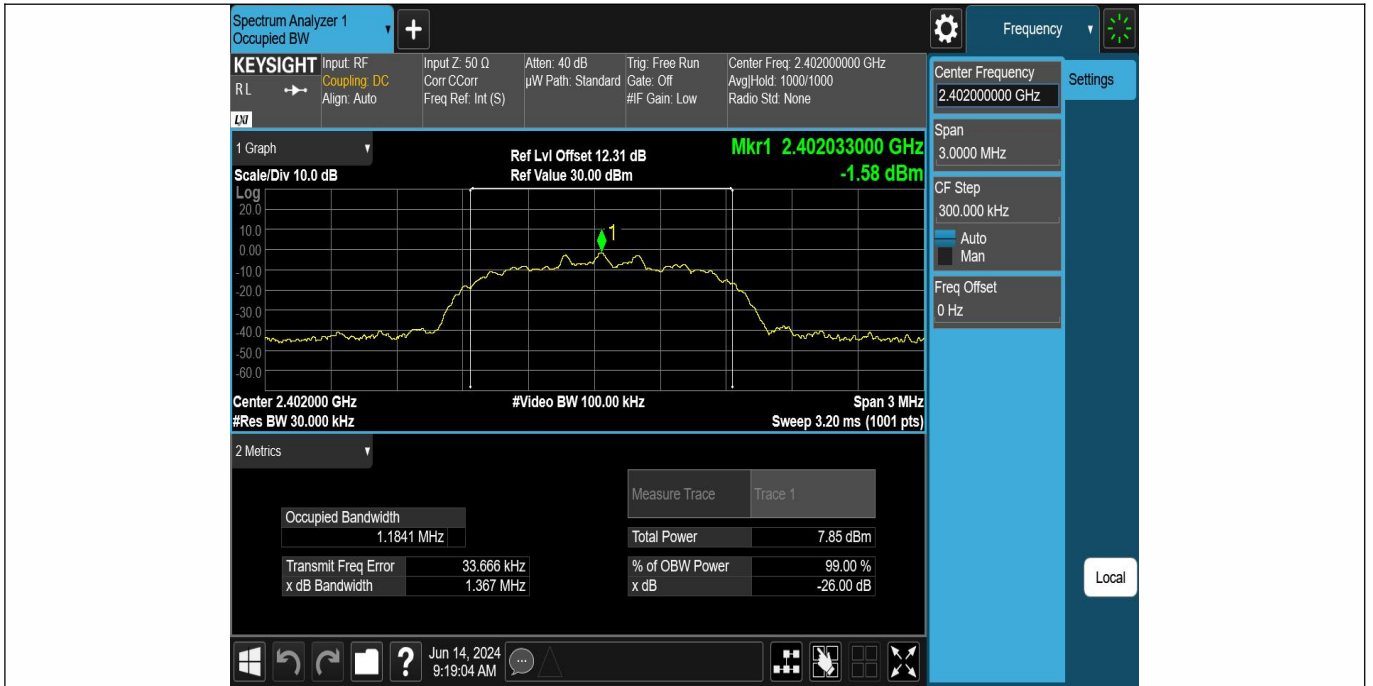 Spectrum Analyzer 1
Occupied BW
+
Frequency
KEYSIGHT
RL
LXI
Input: RF
Coupling: DC
Align: Auto
Input Z: 50 Ω
Corr CCorr
Freq Ref: Int (S)
Atten: 40 dB
µW Path: Standard
Trig: Free Run
Gate: Off
#IF Gain: Low
Center Freq: 2.402000000 GHz
Avg|Hold: 1000/1000
Radio Std: None
Center Frequency
2.402000000 GHz
Settings
Span
3.0000 MHz
CF Step
300.000 kHz
Auto
Man
Freq Offset
0 Hz
Local
1 Graph
Scale/Div 10.0 dB
Ref Lvl Offset 12.31 dB
Ref Value 30.00 dBm
Mkr1 2.402033000 GHz
-1.58 dBm
Log
20.0
10.0
0.00
-10.0
-20.0
-30.0
-40.0
-50.0
-60.0
1
Center 2.402000 GHz
#Video BW 100.00 kHz
Span 3 MHz
#Res BW 30.000 kHz
Sweep 3.20 ms (1001 pts)
2 Metrics
Measure Trace Trace 1
Occupied Bandwidth
1.1841 MHz
Total Power 7.85 dBm
Transmit Freq Error 33.666 kHz
% of OBW Power 99.00 %
x dB Bandwidth 1.367 MHz
x dB -26.00 dB
?
Jun 14, 2024
9:19:04 AM